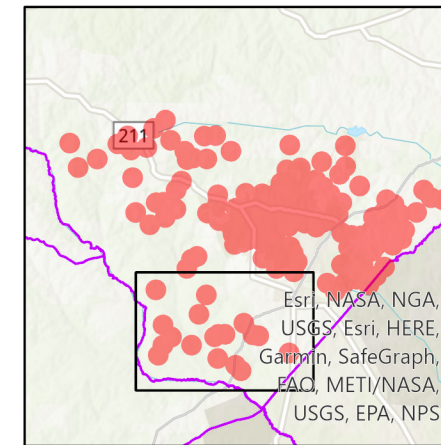 211
Esri, NASA, NGA,
USGS, Esri, HERE,
Garmin, SafeGraph,
FAO, METI/NASA,
USGS, EPA, NPS